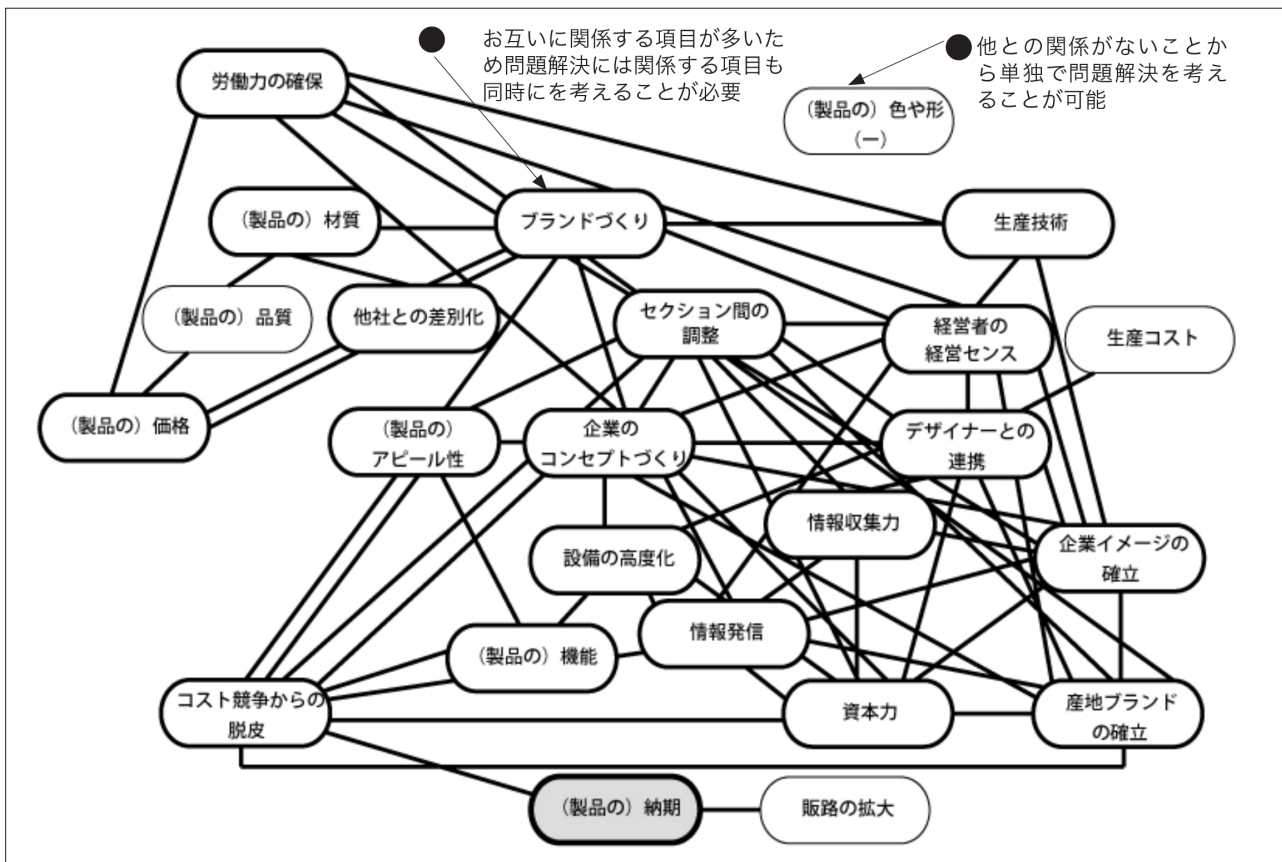 ● お互いに関係する項目が多いた
め問題解決には関係する項目も
同時にを考えることが必要
● 他との関係がないことか
ら単独で問題解決を考え
ることが可能
労働力の確保
（製品の）色や形
（ー）
（製品の）材質
ブランドづくり
生産技術
（製品の）品質
他社との差別化
セクション間の
調整
経営者の
経営センス
生産コスト
（製品の）価格
（製品の）
アピール性
企業の
コンセプトづくり
デザイナーとの
連携
情報収集力
設備の高度化
企業イメージの
確立
情報発信
（製品の）機能
コスト競争からの
脱皮
資本力
産地ブランド
の確立
（製品の）納期
販路の拡大